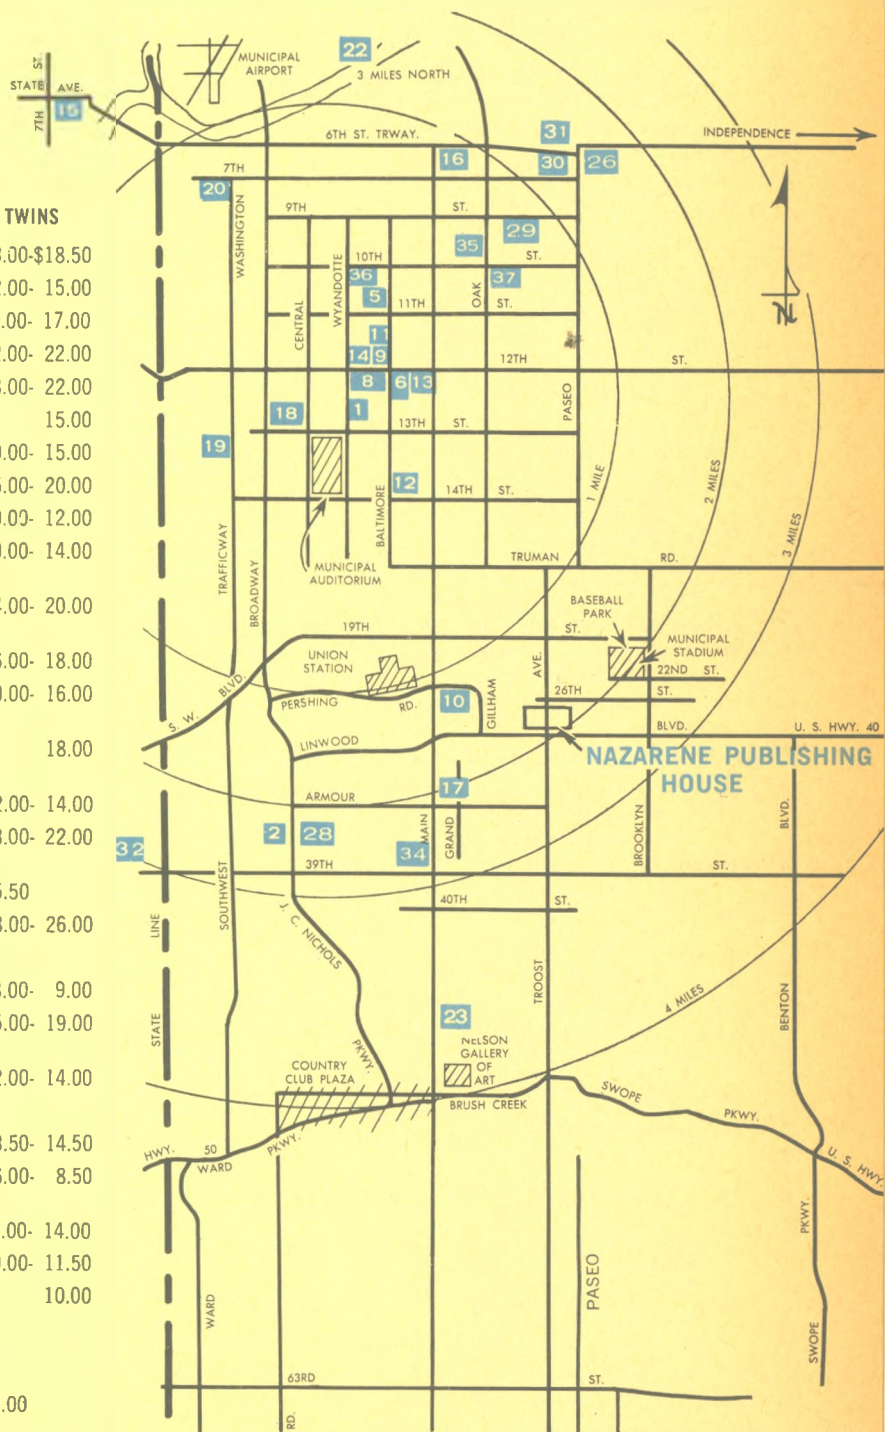 TWINS
.00-$18.50
.00- 15.00
.00- 17.00
.00- 22.00
.00- 22.00
15.00
.00- 15.00
.00- 20.00
.00- 12.00
.00- 14.00
.00- 20.00
.00- 18.00
.00- 16.00
18.00
.00- 14.00
.00- 22.00
.50
.00- 26.00
.00- 9.00
.00- 19.00
.00- 14.00
.50- 14.50
.00- 8.50
.00- 14.00
.00- 11.50
10.00
.00
STATE AVE.
ST.
7TH
15
MUNICIPAL
AIRPORT
22
3 MILES NORTH
6TH ST. TRWAY.
31
INDEPENDENCE
7TH
16
30
26
20
9TH
ST.
29
35
10TH
ST.
36
37
5
11TH
ST.
11
14
9
12TH
ST.
8
6
13
18
1
13TH
ST.
19
12
14TH
ST.
WASHINGTON
CENTRAL
WYANDOTTE
OAK
PASEO
BALTIMORE
TRAFFICWAY
BROADWAY
MUNICIPAL
AUDITORIUM
TRUMAN
RD.
1 MILE
2 MILES
3 MILES
N
BASEBALL
PARK
19TH
ST.
MUNICIPAL
STADIUM
UNION
STATION
22ND ST.
AVE.
26TH
ST.
S. W. BLVD.
PERSHING
RD.
10
GILLHAM
BLVD.
U. S. HWY. 40
LINWOOD
NAZARENE PUBLISHING
HOUSE
17
ARMOUR
MAIN
GRAND
BROOKLYN
BLVD.
32
2
28
34
39TH
ST.
40TH
ST.
SOUTHWEST
J. C. NICHOLS
PKWY.
STATE
LINE
TROOST
BENTON
4 MILES
23
NELSON
GALLERY
OF
ART
COUNTRY
CLUB PLAZA
BRUSH CREEK
SWOPE
PKWY.
HWY. 50
WARD
PKWY.
U. S. HWY.
PKWY.
WARD
PASEO
SWOPE
63RD
ST.
RD.